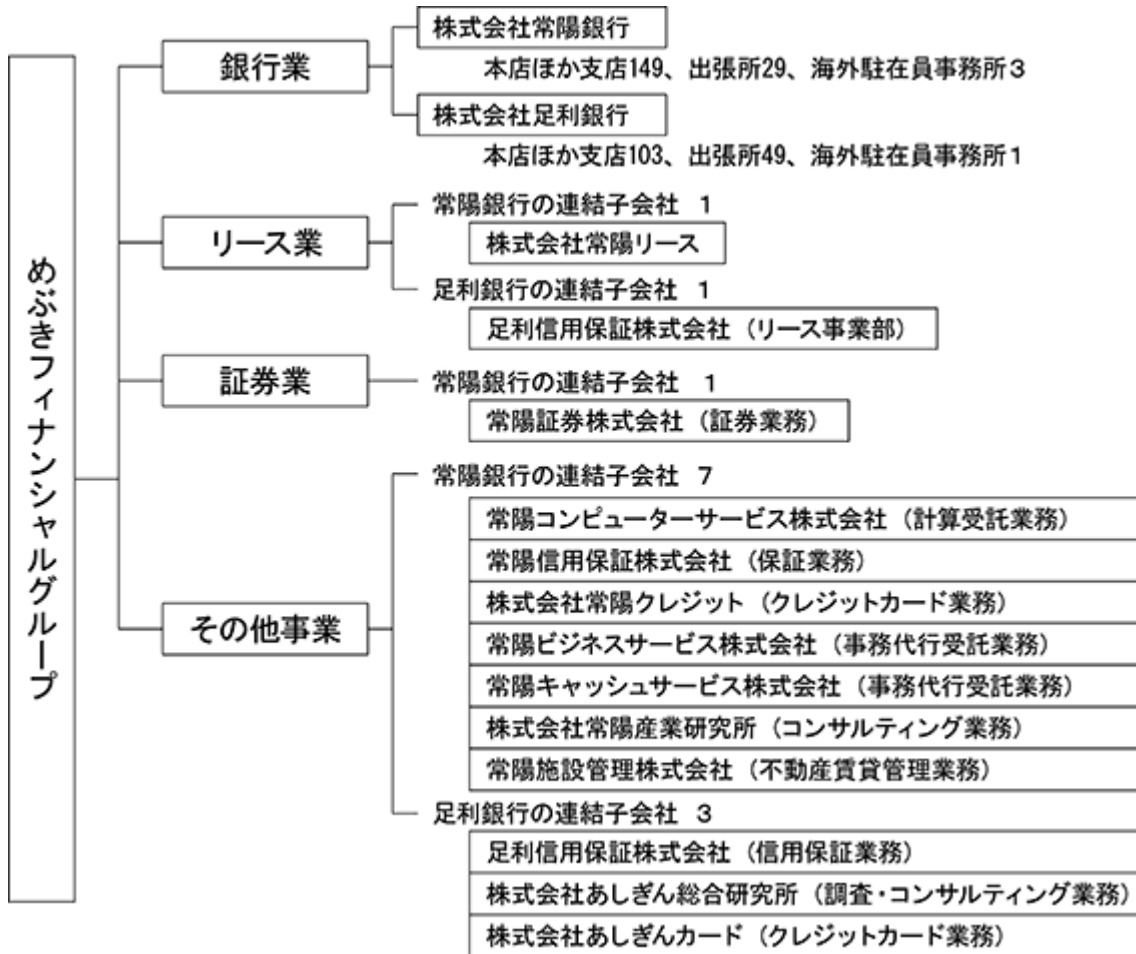 めぶきフィナンシャルグループ
銀行業
株式会社常陽銀行
本店ほか支店149、出張所29、海外駐在員事務所3
株式会社足利銀行
本店ほか支店103、出張所49、海外駐在員事務所1
リース業
常陽銀行の連結子会社 1
株式会社常陽リース
足利銀行の連結子会社 1
足利信用保証株式会社（リース事業部）
証券業
常陽銀行の連結子会社 1
常陽証券株式会社（証券業務）
その他事業
常陽銀行の連結子会社 7
常陽コンピューターサービス株式会社（計算受託業務）
常陽信用保証株式会社（保証業務）
株式会社常陽クレジット（クレジットカード業務）
常陽ビジネスサービス株式会社（事務代行受託業務）
常陽キャッシュサービス株式会社（事務代行受託業務）
株式会社常陽産業研究所（コンサルティング業務）
常陽施設管理株式会社（不動産賃貸管理業務）
足利銀行の連結子会社 3
足利信用保証株式会社（信用保証業務）
株式会社あしぎん総合研究所（調査・コンサルティング業務）
株式会社あしぎんカード（クレジットカード業務）